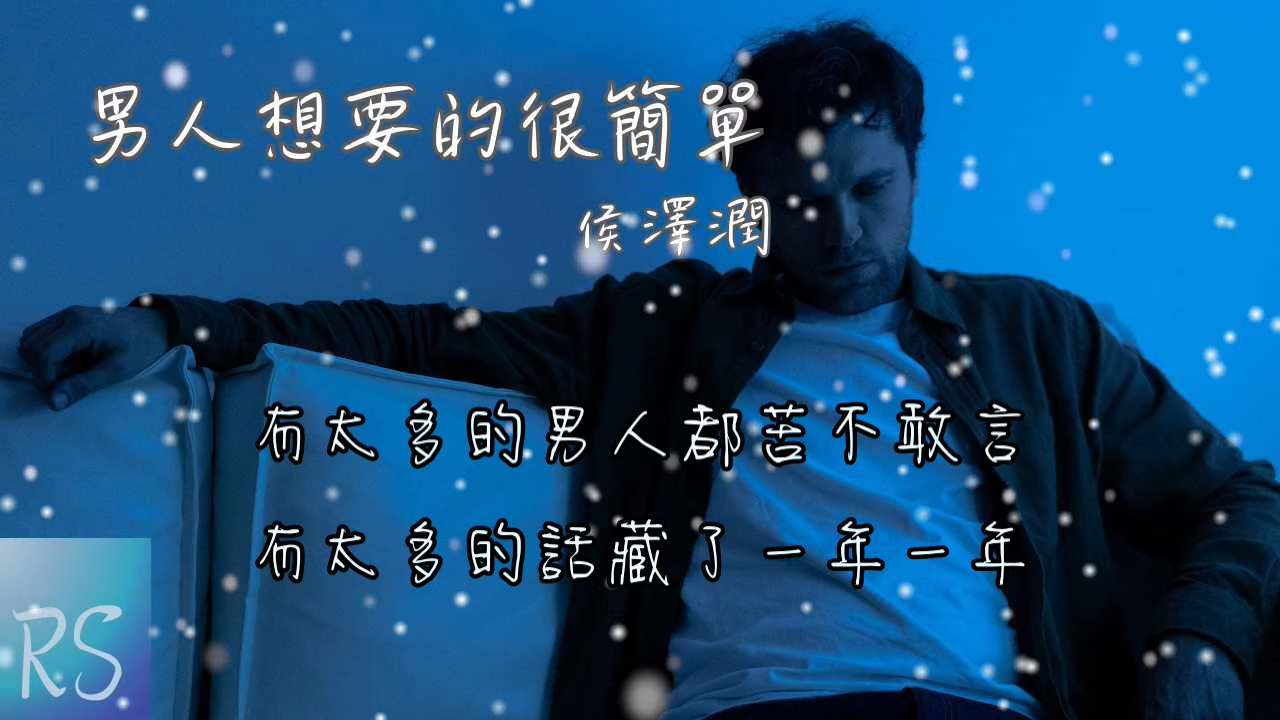 男人想要的很簡單
侯澤潤
有太多的男人都苦不敢言
有太多的話藏了一年一年
RS